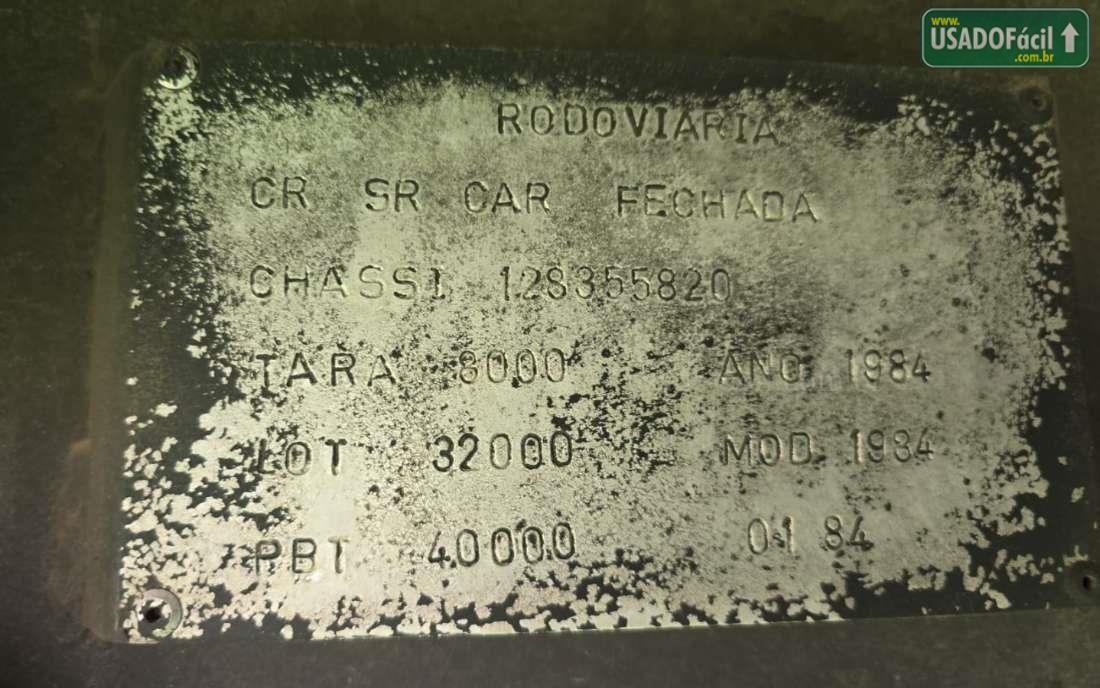 www.
USADOFácil
.com.br
RODOVIARIA
CR SR CAR FECHADA
CHASSI 128355820
TARA 8000 ANO 1984
LOT 32000 MOD 1984
PBT 40000 01 84